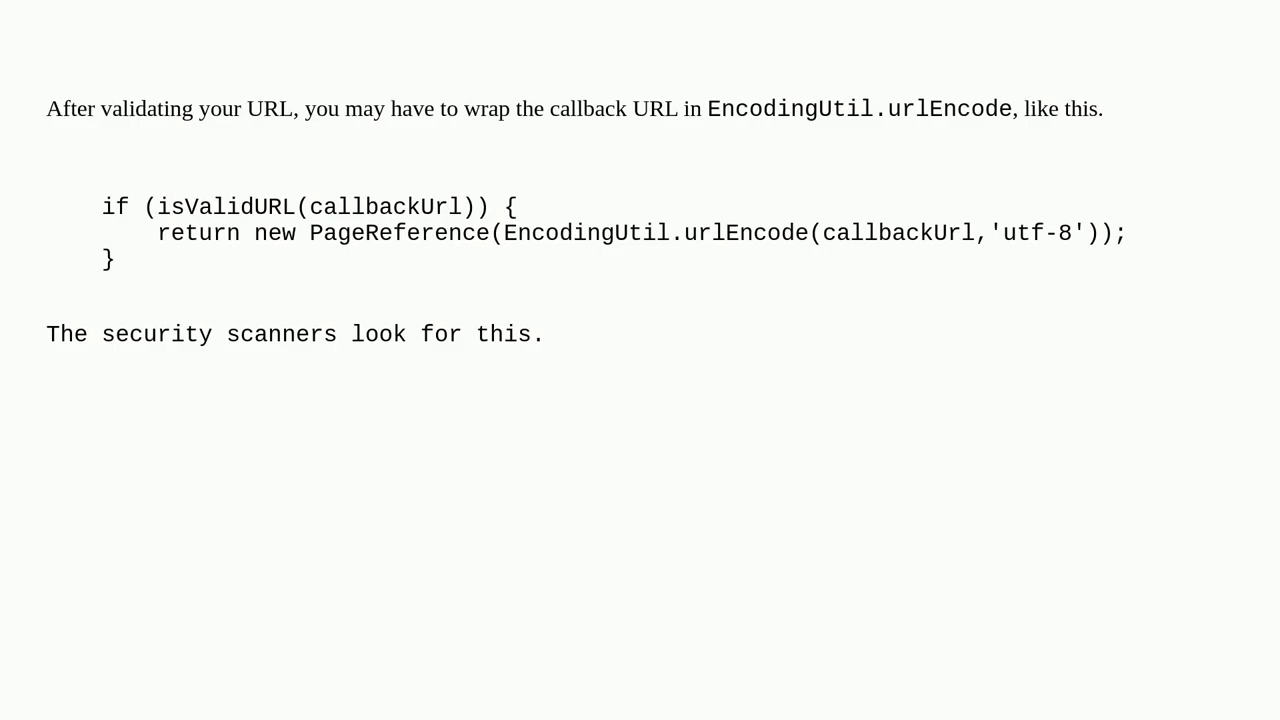 After validating your URL, you may have to wrap the callback URL in EncodingUtil.urlEncode, like this.
if (isValidURL(callbackUrl)) {
return new PageReference(EncodingUtil.urlEncode(callbackUrl,'utf-8'));
}
The security scanners look for this.